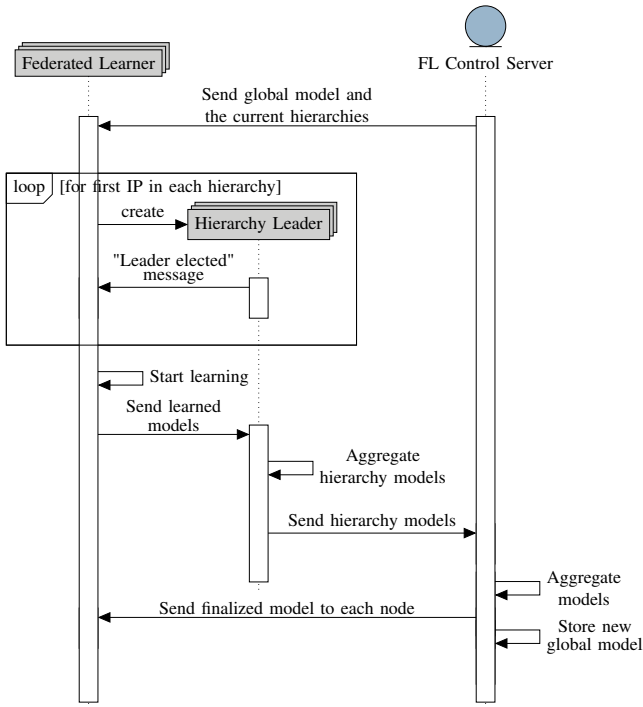 Federated Learner
FL Control Server
Send global model and
the current hierarchies
loop
[for first IP in each hierarchy]
create
Hierarchy Leader
"Leader elected"
message
Start learning
Send learned
models
Aggregate
hierarchy models
Send hierarchy models
Aggregate
models
Send finalized model to each node
Store new
global model